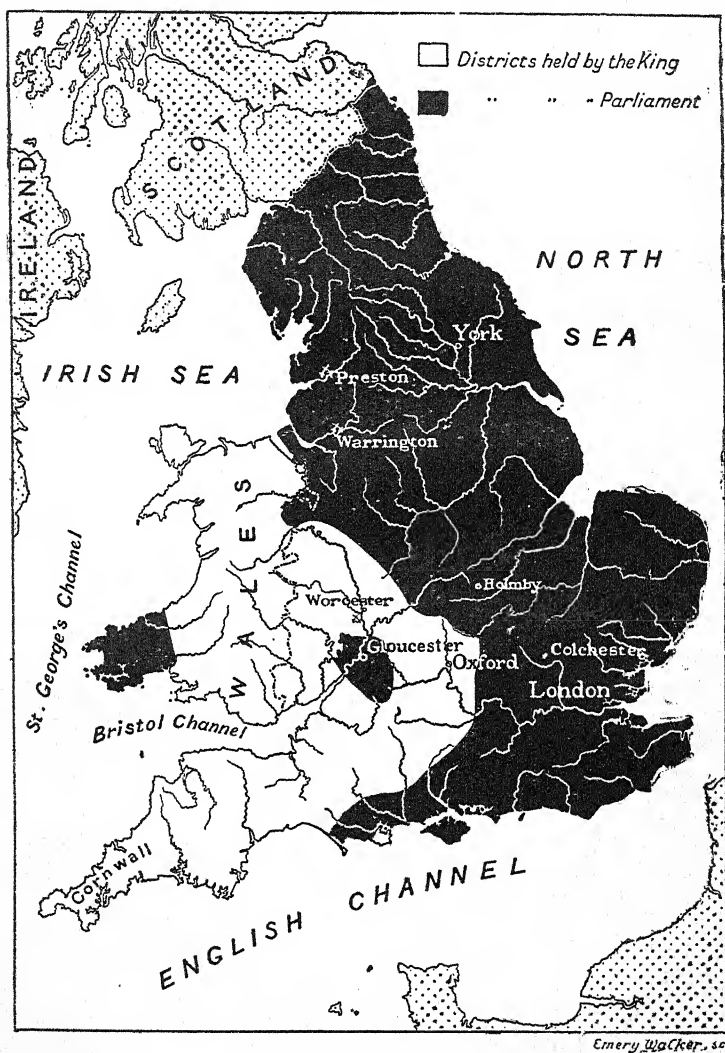 Districts held by the King
" " " Parliament
SCOTLAND
IRELAND
NORTH
SEA
IRISH SEA
York
Preston
Warrington
WALES
Holmby
Worcester
Gloucester
Oxford
Colchester
London
St. George's Channel
Bristol Channel
Cornwall
ENGLISH CHANNEL
Emery Walker. sc